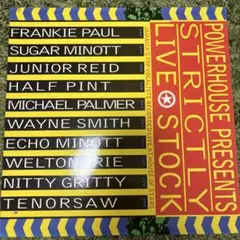 FRANKIE PAUL
SUGAR MINOTT
JUNIOR REID
HALF PINT
MICHAEL PALMER
WAYNE SMITH
ECHO MINOTT
WELTON IRIE
NITTY GRITTY
TENORSAW
POWERHOUSE PRESENTS
STRICTLY
LIVE STOCK